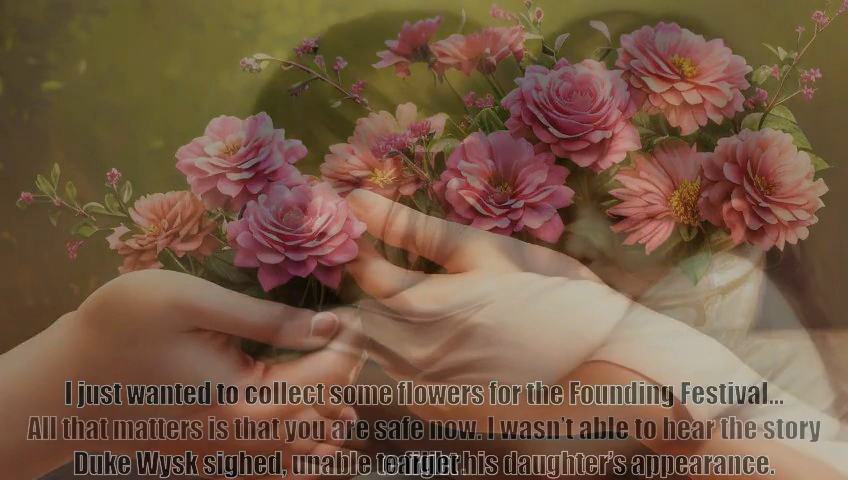 I just wanted to collect some flowers for the Founding Festival...
All that matters is that you are safe now. I wasn't able to hear the story
Duke Wysk sighed, unable to his daughter's appearance.